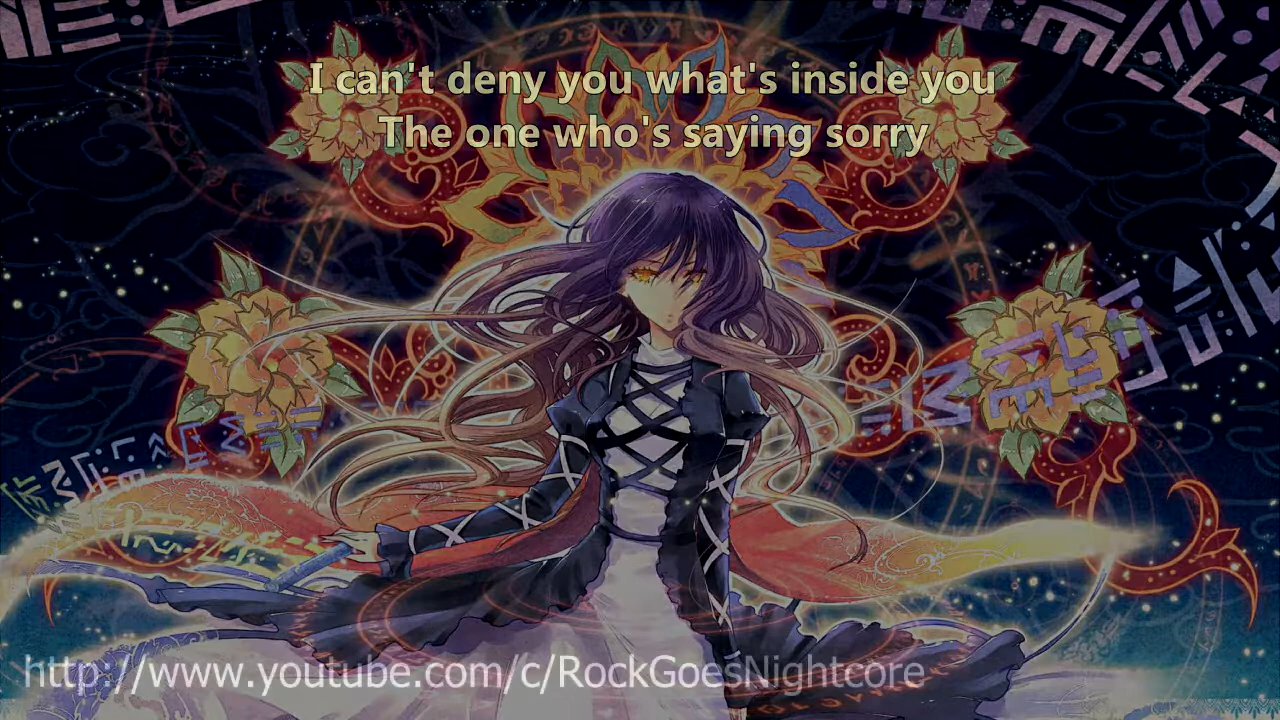 I can't deny you what's inside you
The one who's saying sorry
http://www.youtube.com/c/RockGoesNightcore